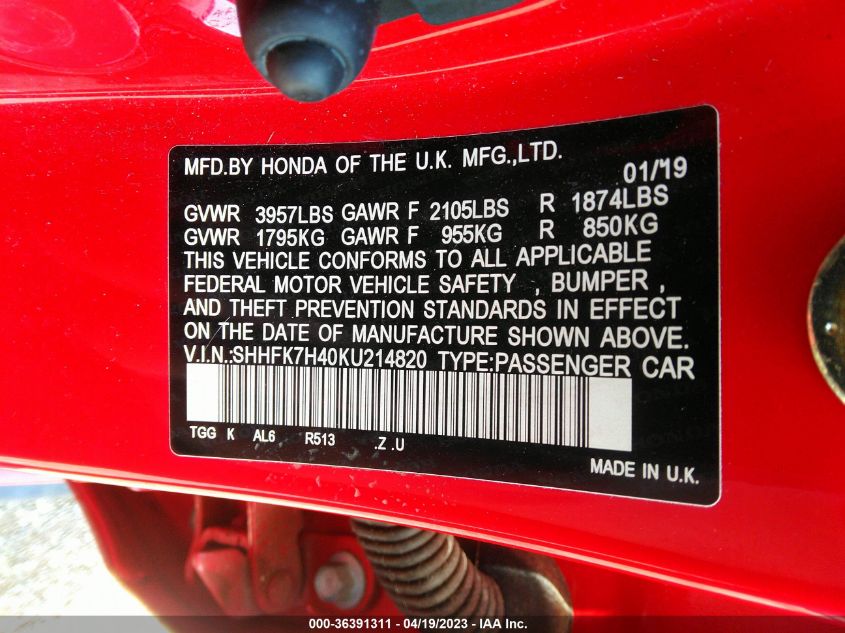 MFD.BY HONDA OF THE U.K. MFG.,LTD.
01/19
GVWR 3957LBS GAWR F 2105LBS R 1874LBS
GVWR 1795KG GAWR F 955KG R 850KG
THIS VEHICLE CONFORMS TO ALL APPLICABLE
FEDERAL MOTOR VEHICLE SAFETY , BUMPER ,
AND THEFT PREVENTION STANDARDS IN EFFECT
ON THE DATE OF MANUFACTURE SHOWN ABOVE.
V.I.N.:SHHFK7H40KU214820 TYPE:PASSENGER CAR
TGG K AL6 R513 .Z .U
MADE IN U.K.
000-36391311 - 04/19/2023 - IAA Inc.